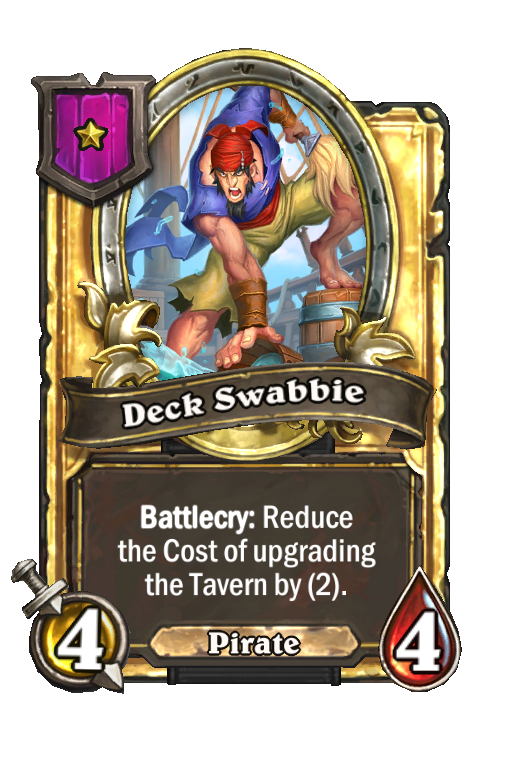 Deck Swabbie
Battlecry: Reduce
the Cost of upgrading
the Tavern by (2).
4
Pirate
4